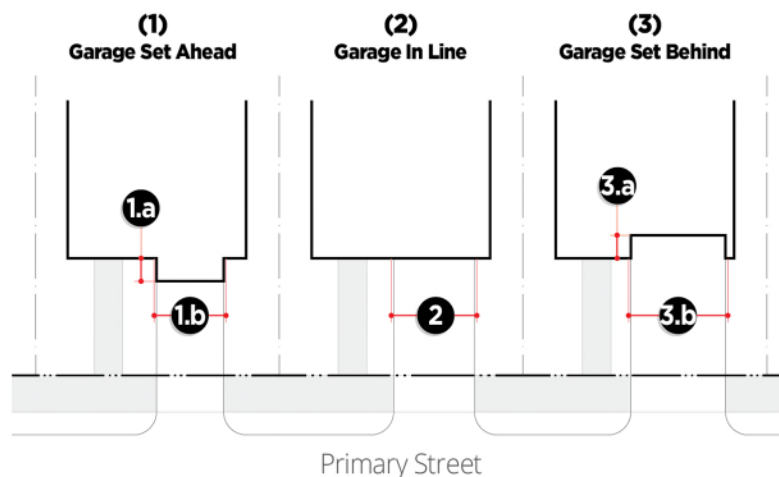 (1)
Garage Set Ahead
(2)
Garage In Line
(3)
Garage Set Behind
1.a
3.a
1.b
2
3.b
Primary Street